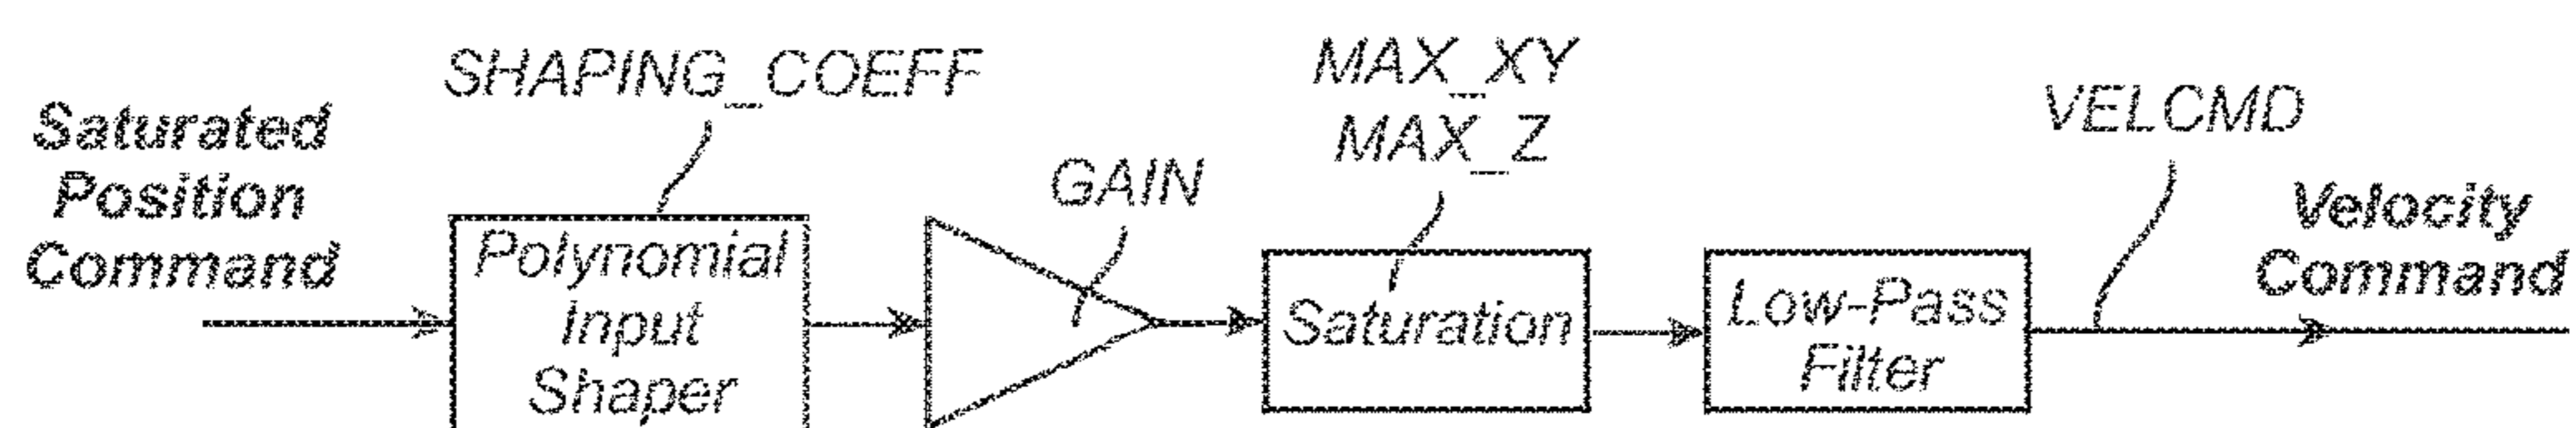 Saturated
Position
Command
SHAPING_COEFF
Polynomial
Input
Shaper
GAIN
MAX_XY
MAX_Z
Saturation
Low-Pass
Filter
VELCMD
Velocity
Command